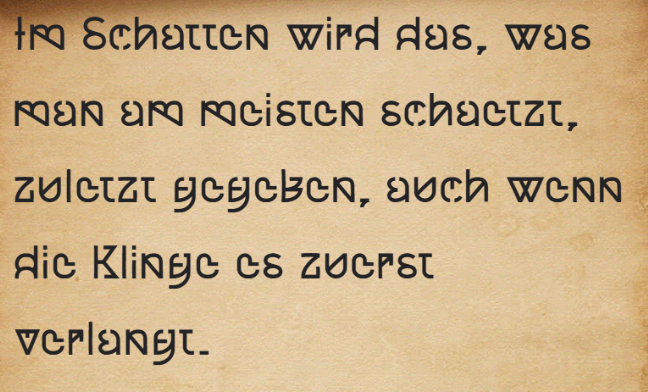 Im Schatten wird das, was
man am meisten schaetzt,
zuletzt gegeben, auch wenn
die Klinge es zuerst
verlangt.